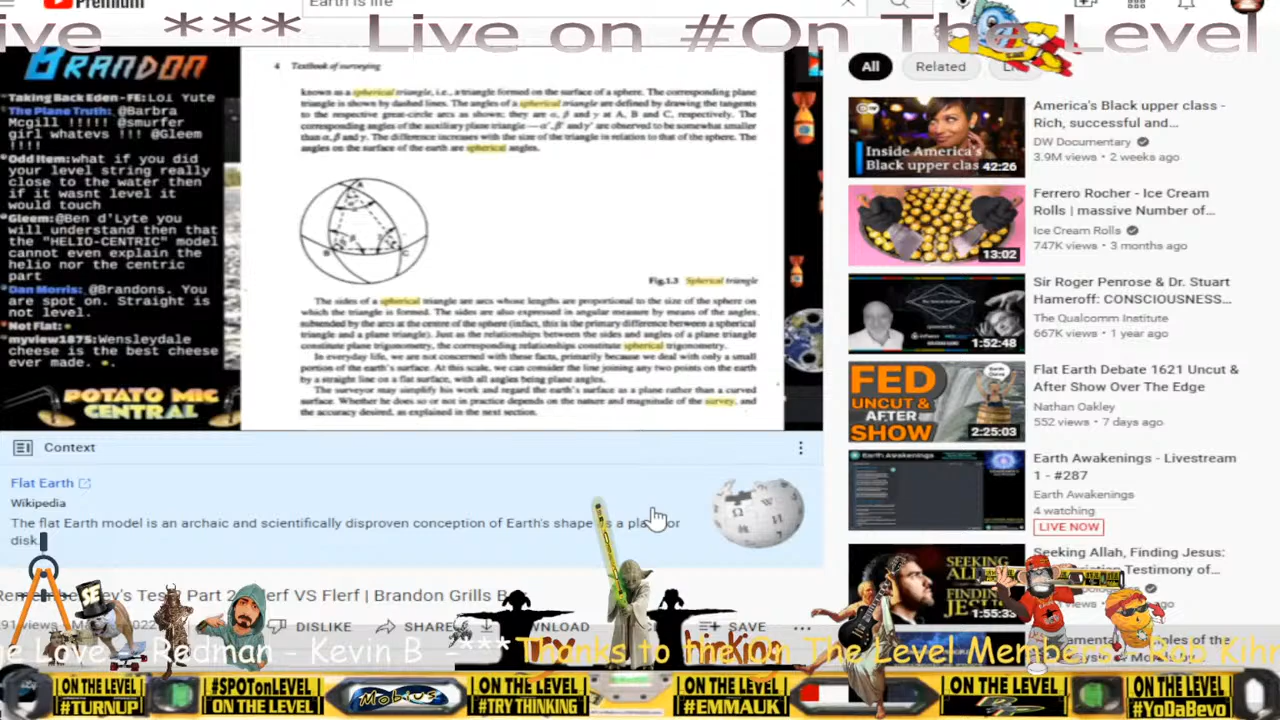 Premium
Earth is life
ive *** Live on #On The Level
BRANDON
Taking Back Eden - FE: Lol Yute
The Plane Truth: @Barbra
Mcgill !!!!! @smurfer
girl whatevs !!! @Gleem
!!!!
Odd Item: what if you did
your level string really
close to the water then
if it wasnt level it
would touch
Gleem: @Ben d'Lyte you
will understand then that
the "HELIO-CENTRIC" model
cannot even explain the
helio nor the centric
part
Dan Morris: @Brandons. You
are spot on. Straight is
not level.
Not Flat:
myview1875: Wensleydale
cheese is the best cheese
ever made.
POTATO MIC
CENTRAL
4 Textbook of surveying
known as a spherical triangle, i.e., a triangle formed on the surface of a sphere. The corresponding plane
triangle is shown by dashed lines. The angles of a spherical triangle are defined by drawing the tangents
to the respective great-circle arcs as shown; they are α, β and γ at A, B and C, respectively. The
corresponding angles of the auxiliary plane triangle—α', β' and γ' are observed to be somewhat smaller
than α, β and γ. The difference increases with the size of the triangle in relation to that of the sphere. The
angles on the surface of the earth are spherical angles.
A
B
C
Fig.1.3 Spherical triangle
The sides of a spherical triangle are arcs whose lengths are proportional to the size of the sphere on
which the triangle is formed. The sides are also expressed in angular measure by means of the angles
subtended by the arcs at the centre of the sphere (infact, this is the primary difference between a spherical
triangle and a plane triangle). Just as the relationships between the sides and angles of a plane triangle
constitute plane trigonometry, the corresponding relationships constitute spherical trigonometry.
In everyday life, we are not concerned with these facts, primarily because we deal with only a small
portion of the earth's surface. At this scale, we can consider the line joining any two points on the earth
by a straight line on a flat surface, with all angles being plane angles.
The surveyor may simplify his work and regard the earth's surface as a plane rather than a curved
surface. Whether he does so or not in practice depends on the nature and magnitude of the survey, and
the accuracy desired, as explained in the next section.
Context
Flat Earth
Wikipedia
The flat Earth model is an archaic and scientifically disproven conception of Earth's shape as a plane or
disk.
All
Related
Inside America's
Black upper clas
42:26
America's Black upper class -
Rich, successful and...
DW Documentary
3.9M views • 2 weeks ago
13:02
Ferrero Rocher - Ice Cream
Rolls | massive Number of...
Ice Cream Rolls
747K views • 3 months ago
1:52:48
Sir Roger Penrose & Dr. Stuart
Hameroff: CONSCIOUSNESS...
The Qualcomm Institute
667K views • 1 year ago
FED
UNCUT &
AFTER
SHOW
2:25:03
Flat Earth Debate 1621 Uncut &
After Show Over The Edge
Nathan Oakley
552 views • 7 days ago
Earth Awakenings
Earth Awakenings - Livestream
1 - #287
Earth Awakenings
4 watching
LIVE NOW
SEEKING
ALLAH,
FINDING
JESUS
1:55:33
Seeking Allah, Finding Jesus:
Testimony of...
Part 2
erf VS Flerf | Brandon Grills B
DISLIKE
SHARE
WNLOAD
SAVE
e Love - Redman - Kevin B -*** Thanks to the On The Level Members - Rob Kihr
ON THE LEVEL
#TURNUP
#SPOTonLEVEL
ON THE LEVEL
Mobius
ON THE LEVEL
#TRY THINKING
ON THE LEVEL
#EMMAUK
ON THE LEVEL
ON THE LEVEL
#YoDaBevo